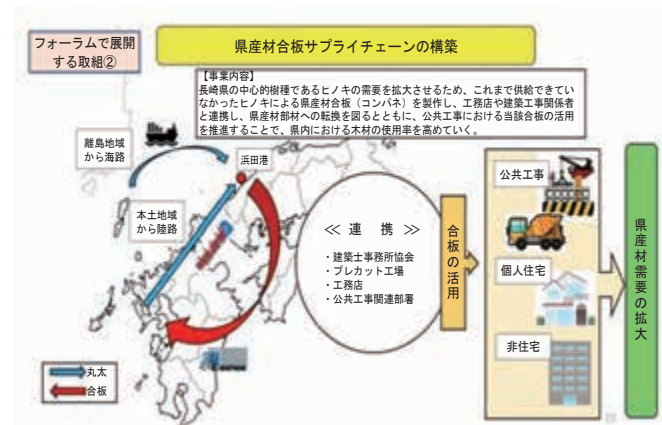 フォーラムで展開
する取組②
県産材合板サプライチェーンの構築
【事業内容】
長崎県の中心的樹種であるヒノキの需要を拡大させるため、これまで供給できてい
なかったヒノキによる県産材合板（コンパネ）を製作し、工務店や建築工事関係者
と連携し、県産材部材への転換を図るとともに、公共工事における当該合板の活用
を推進することで、県内における木材の使用率を高めていく。
離島地域
から海路
浜田港
本土地域
から陸路
≪ 連 携 ≫
・建築士事務所協会
・プレカット工場
・工務店
・公共工事関連部署
合板の活用
公共工事
個人住宅
非住宅
県産材需要の拡大
丸太
合板